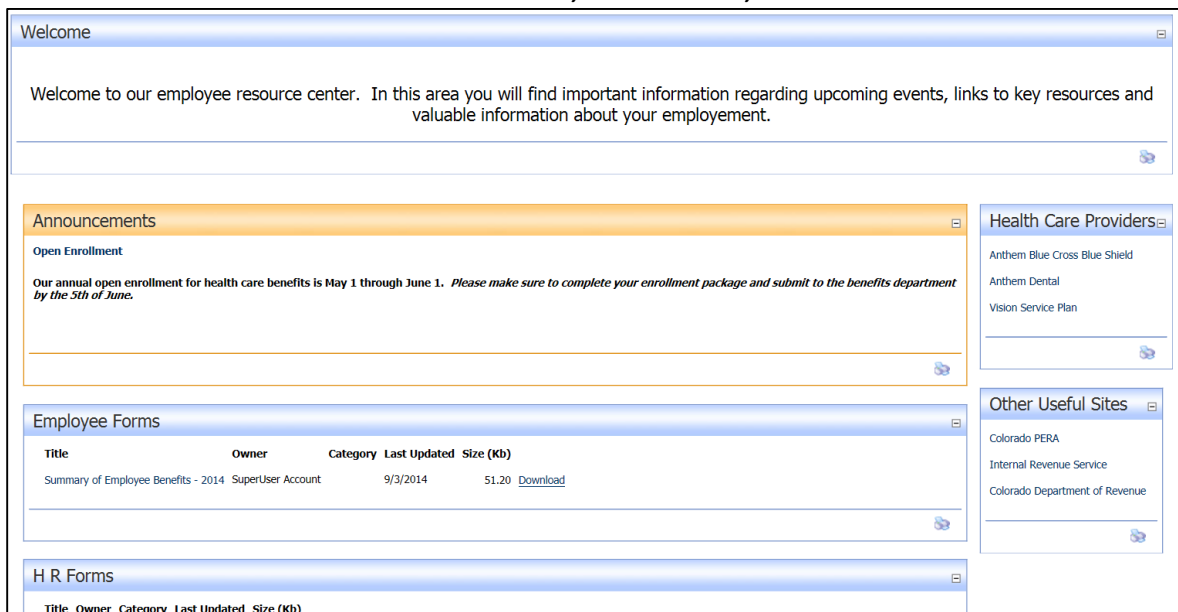 Welcome
Welcome to our employee resource center. In this area you will find important information regarding upcoming events, links to key resources and
valuable information about your employement.
Announcements
Open Enrollment
Our annual open enrollment for health care benefits is May 1 through June 1. Please make sure to complete your enrollment package and submit to the benefits department
by the 5th of June.
Employee Forms
Title Owner Category Last Updated Size (Kb)
Summary of Employee Benefits - 2014 SuperUser Account 9/3/2014 51.20 Download
H R Forms
Title Owner Category Last Updated Size (Kb)
Health Care Providers
Anthem Blue Cross Blue Shield
Anthem Dental
Vision Service Plan
Other Useful Sites
Colorado PERA
Internal Revenue Service
Colorado Department of Revenue